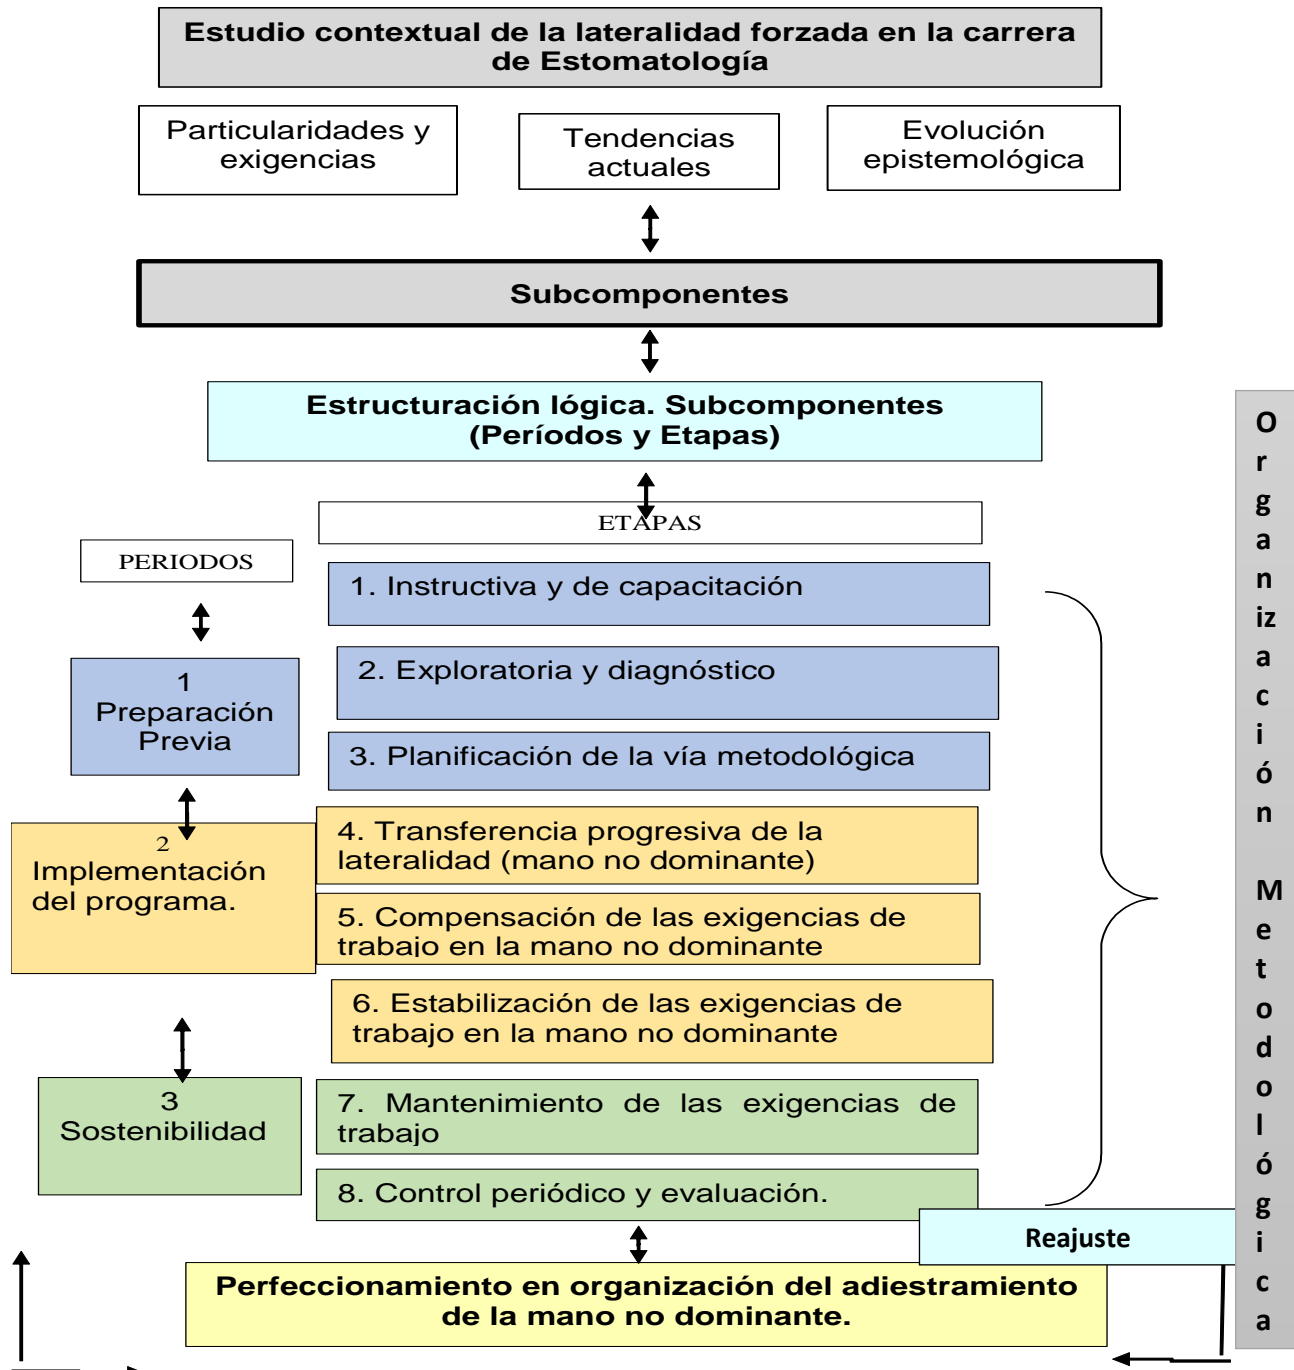 Estudio contextual de la lateralidad forzada en la carrera
de Estomatología
Particularidades y
exigencias
Tendencias
actuales
Evolución
epistemológica
Subcomponentes
Estructuración lógica. Subcomponentes
(Períodos y Etapas)
ETAPAS
PERIODOS
1. Instructiva y de capacitación
2. Exploratoria y diagnóstico
3. Planificación de la vía metodológica
1
Preparación
Previa
4. Transferencia progresiva de la
lateralidad (mano no dominante)
5. Compensación de las exigencias de
trabajo en la mano no dominante
6. Estabilización de las exigencias de
trabajo en la mano no dominante
2
Implementación
del programa.
3
Sostenibilidad
7. Mantenimiento de las exigencias de
trabajo
8. Control periódico y evaluación.
Reajuste
Perfeccionamiento en organización del adiestramiento
de la mano no dominante.
O
r
g
a
n
iz
a
c
i
ó
n
M
e
t
o
d
o
l
ó
g
i
c
a